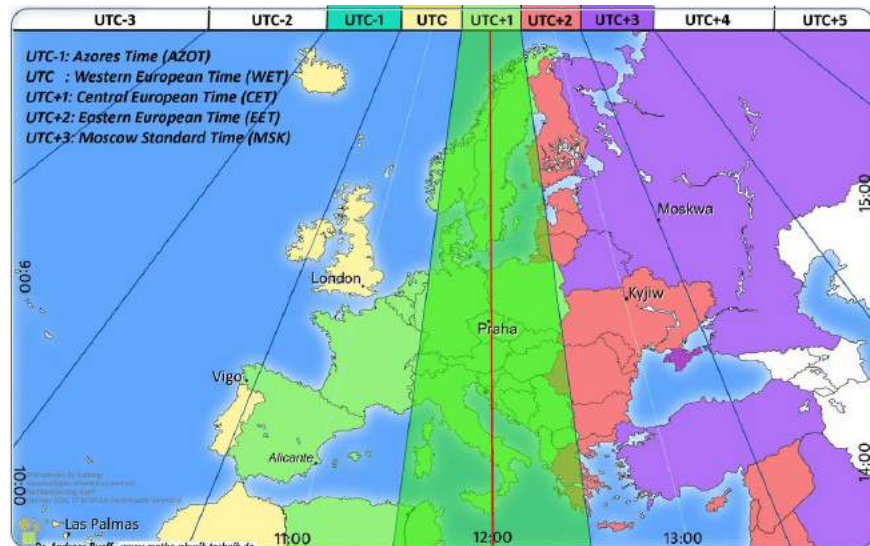 UTC-3 UTC-2 UTC-1 UTC UTC+1 UTC+2 UTC+3 UTC+4 UTC+5
UTC-1: Azores Time (AZOT)
UTC : Western European Time (WET)
UTC+1: Central European Time (CET)
UTC+2: Eastern European Time (EET)
UTC+3: Moscow Standard Time (MSK)
Moskwa
15:00
9:00
London
Kyjiw
Praha
Vigo
Alicante
10:00
14:00
Las Palmas
11:00 12:00 13:00